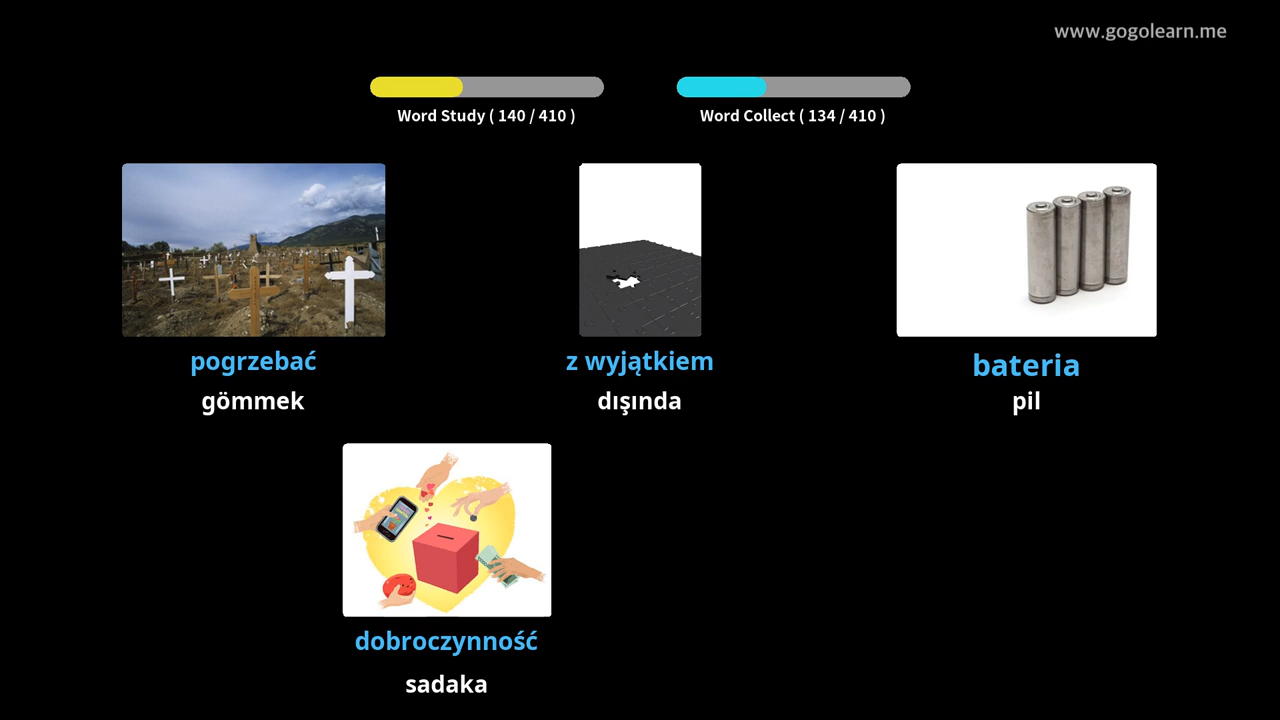 www.gogolearn.me
Word Study ( 140 / 410 )
Word Collect ( 134 / 410 )
pogrzebać
gömmek
z wyjątkiem
dışında
bateria
pil
dobroczynność
sadaka